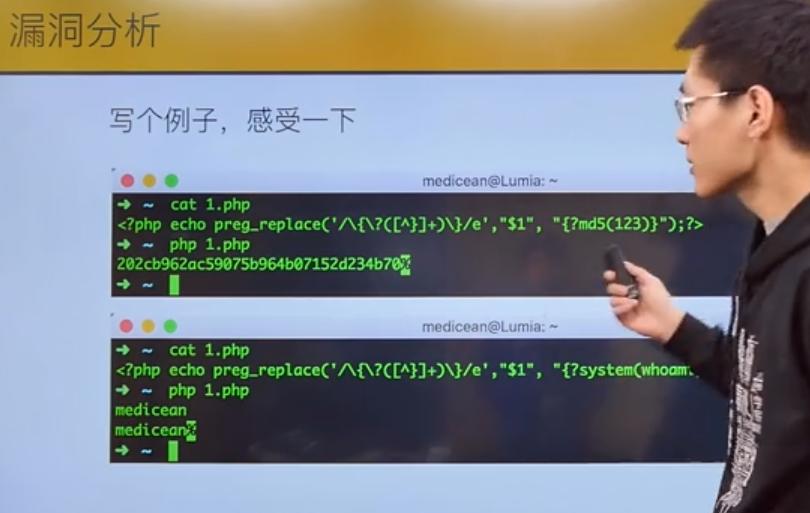 漏洞分析
写个例子，感受一下
medicean@Lumia: ~
➜ ~ cat 1.php
<?php echo preg_replace('/\{\?([^}]+)\}/e',"$1", "{?md5(123)}");?>
➜ ~ php 1.php
202cb962ac59075b964b07152d234b70%
➜ ~
medicean@Lumia: ~
➜ ~ cat 1.php
<?php echo preg_replace('/\{\?([^}]+)\}/e',"$1", "{?system(whoam
➜ ~ php 1.php
medicean
medicean%
➜ ~